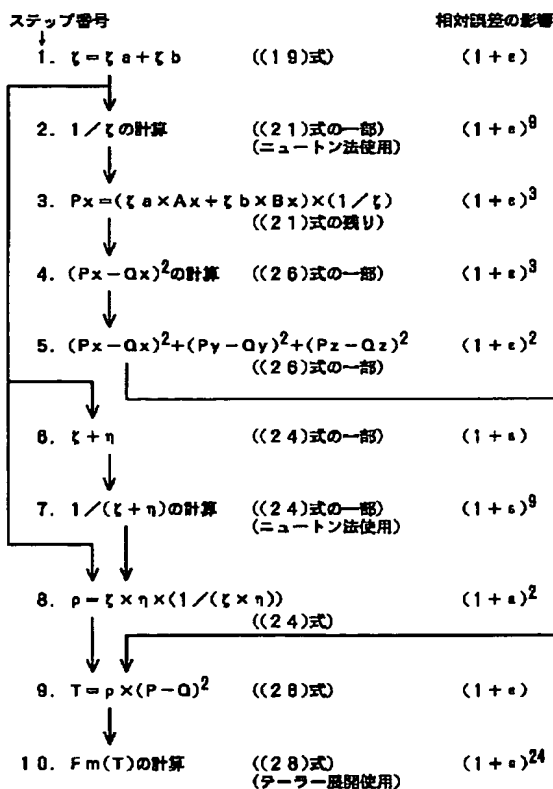 ステップ番号 相対誤差の影響
1. ζ=ζa+ζb ((19)式) (1+ε)
2. 1/ζの計算 ((21)式の一部) (1+ε)^9
(ニュートン法使用)
3. Px=(ζa×Ax+ζb×Bx)×(1/ζ) (1+ε)^3
((21)式の残り)
4. (Px-Qx)^2の計算 ((26)式の一部) (1+ε)^3
5. (Px-Qx)^2+(Py-Qy)^2+(Pz-Qz)^2 (1+ε)^2
((26)式の一部)
6. ζ+η ((24)式の一部) (1+ε)
7. 1/(ζ+η)の計算 ((24)式の一部) (1+ε)^9
(ニュートン法使用)
8. ρ=ζ×η×(1/(ζ×η)) (1+ε)^2
((24)式)
9. T=ρ×(P-Q)^2 ((28)式) (1+ε)
10. Fm(T)の計算 ((28)式) (1+ε)^24
(テーラー展開使用)